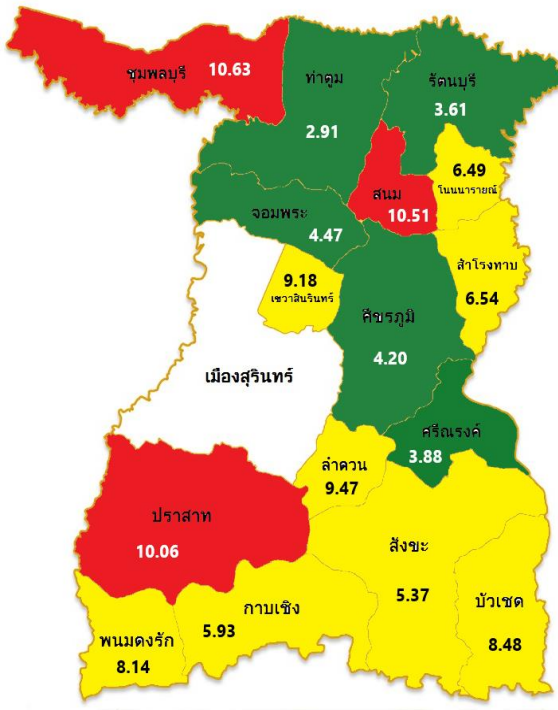 ชุมพลบุรี 10.63
ท่าตูม
2.91
รัตนบุรี
3.61
6.49
โนนนารายณ์
สนม
10.51
จอมพระ
4.47
9.18
เขวาสินรินทร์
สำโรงทาบ
6.54
ศีขรภูมิ
4.20
เมืองสุรินทร์
ศรีณรงค์
3.88
ลำดวน
9.47
ปราสาท
10.06
สังขะ
5.37
กาบเชิง
5.93
บัวเชด
8.48
พนมดงรัก
8.14